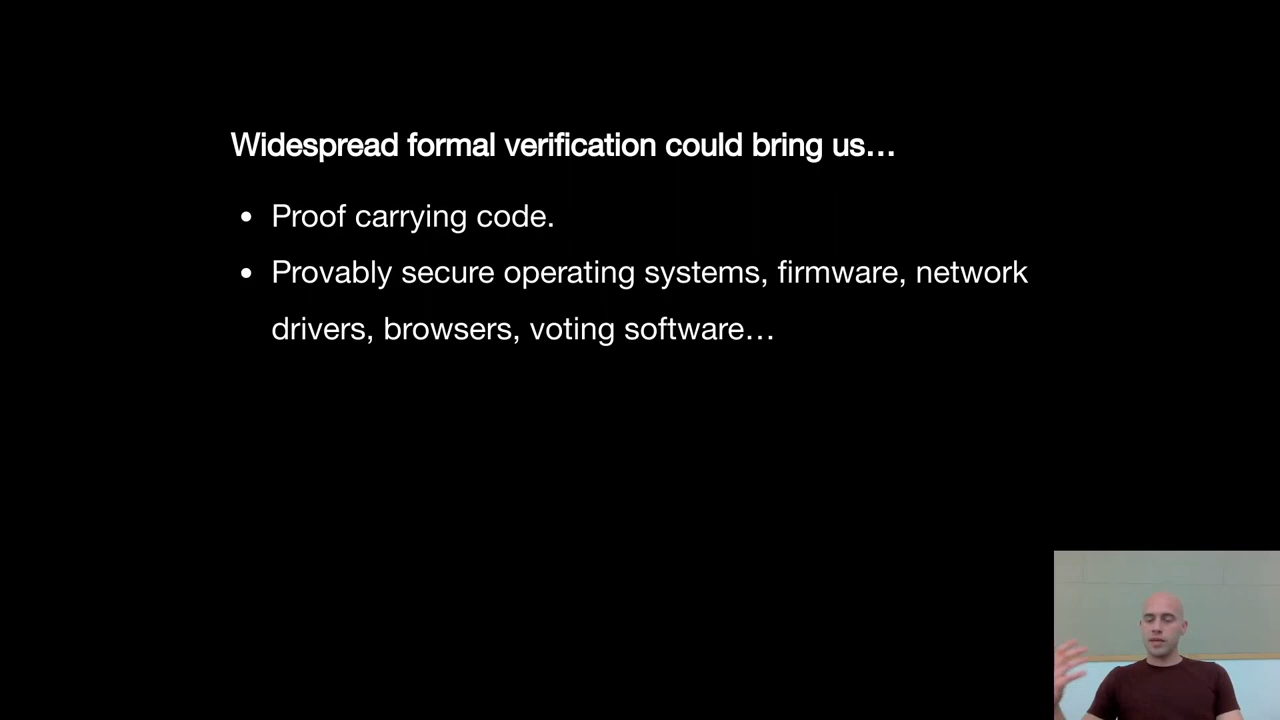 Widespread formal verification could bring us…
• Proof carrying code.
• Provably secure operating systems, firmware, network
drivers, browsers, voting software…